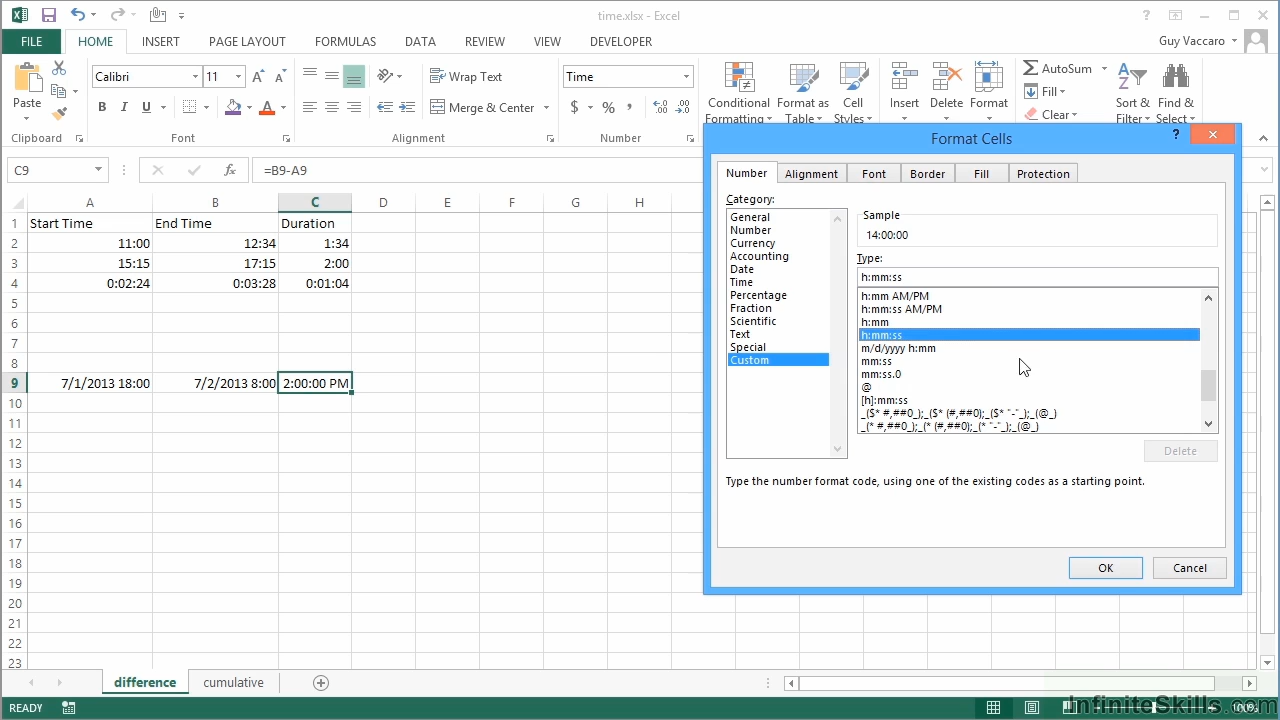 time.xlsx - Excel
FILE HOME INSERT PAGE LAYOUT FORMULAS DATA REVIEW VIEW DEVELOPER Guy Vaccaro
Paste
Calibri 11
B I U
Wrap Text
Merge & Center
Time
$ % ,
Conditional Formatting
Format as Table
Cell Styles
Insert Delete Format
AutoSum
Fill
Clear
Sort & Filter
Find & Select
Clipboard Font Alignment Number
C9 fx =B9-A9
A B C D E F G H
1 Start Time End Time Duration
2 11:00 12:34 1:34
3 15:15 17:15 2:00
4 0:02:24 0:03:28 0:01:04
5
6
7
8
9 7/1/2013 18:00 7/2/2013 8:00 2:00:00 PM
10
11
12
13
14
15
16
17
18
19
20
21
22
23
Format Cells
Number Alignment Font Border Fill Protection
Category:
General
Number
Currency
Accounting
Date
Time
Percentage
Fraction
Scientific
Text
Special
Custom
Sample
14:00:00
Type:
h:mm:ss
h:mm AM/PM
h:mm:ss AM/PM
h:mm
h:mm:ss
m/d/yyyy h:mm
mm:ss
mm:ss.0
@
[h]:mm:ss
_($* #,##0_);_($* (#,##0);_($* "-"_);_(@_)
_(* #,##0_);_(* (#,##0);_(* "-"_);_(@_)
Delete
Type the number format code, using one of the existing codes as a starting point.
OK Cancel
difference cumulative
READY
100%
InfiniteSkills.com